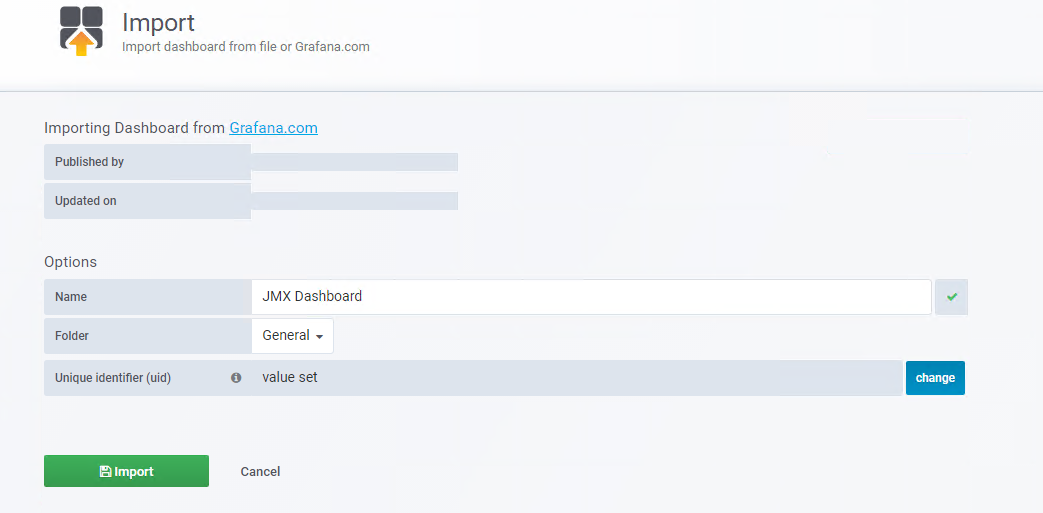 Import
Import dashboard from file or Grafana.com
Importing Dashboard from Grafana.com
Published by
Updated on
Options
Name JMX Dashboard
Folder General
Unique identifier (uid) value set change
Import Cancel